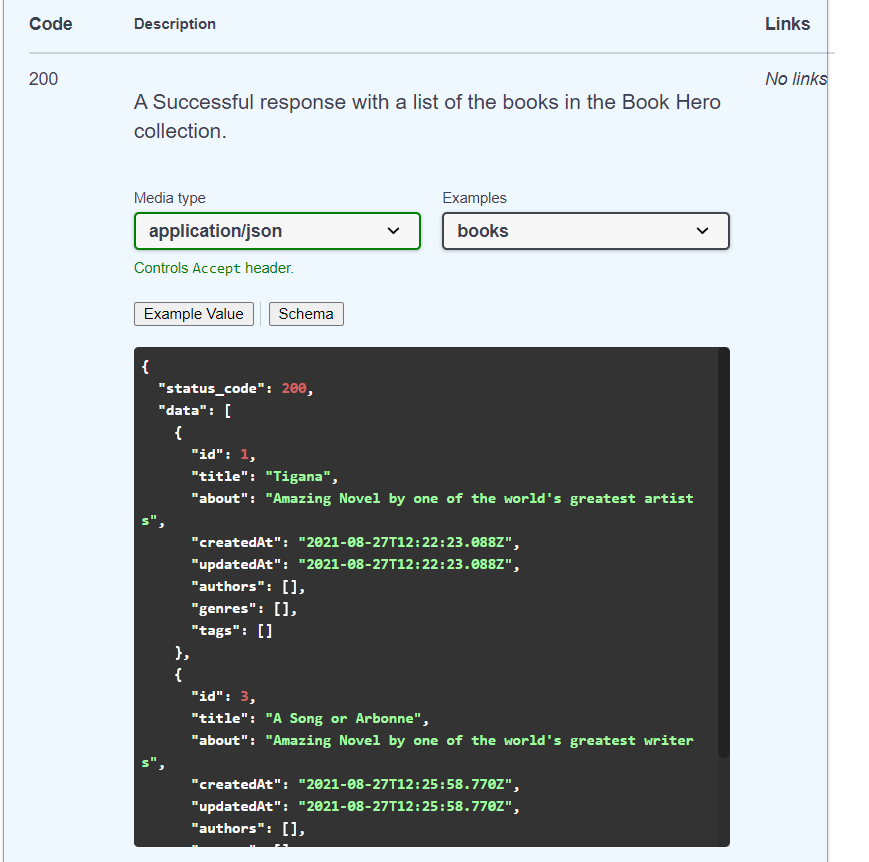 Code Description Links
200 No links
A Successful response with a list of the books in the Book Hero
collection.
Media type Examples
application/json books
Controls Accept header.
Example Value Schema
{
"status_code": 200,
"data": [
{
"id": 1,
"title": "Tigana",
"about": "Amazing Novel by one of the world's greatest artist
s",
"createdAt": "2021-08-27T12:22:23.088Z",
"updatedAt": "2021-08-27T12:22:23.088Z",
"authors": [],
"genres": [],
"tags": []
},
{
"id": 3,
"title": "A Song or Arbonne",
"about": "Amazing Novel by one of the world's greatest writer
s",
"createdAt": "2021-08-27T12:25:58.770Z",
"updatedAt": "2021-08-27T12:25:58.770Z",
"authors": [],